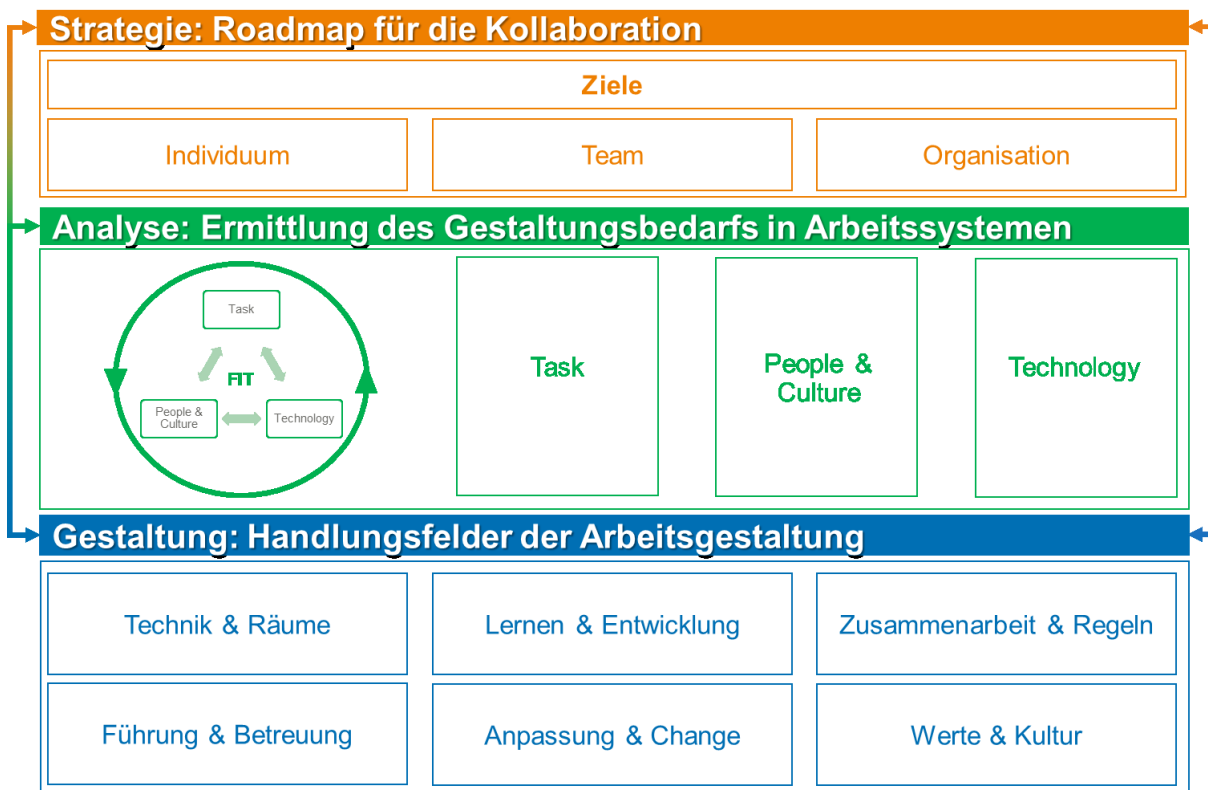 Strategie: Roadmap für die Kollaboration
Ziele
Individuum
Team
Organisation
Analyse: Ermittlung des Gestaltungsbedarfs in Arbeitssystemen
Task
FIT
People &
Culture
Technology
Task
People &
Culture
Technology
Gestaltung: Handlungsfelder der Arbeitsgestaltung
Technik & Räume
Lernen & Entwicklung
Zusammenarbeit & Regeln
Führung & Betreuung
Anpassung & Change
Werte & Kultur